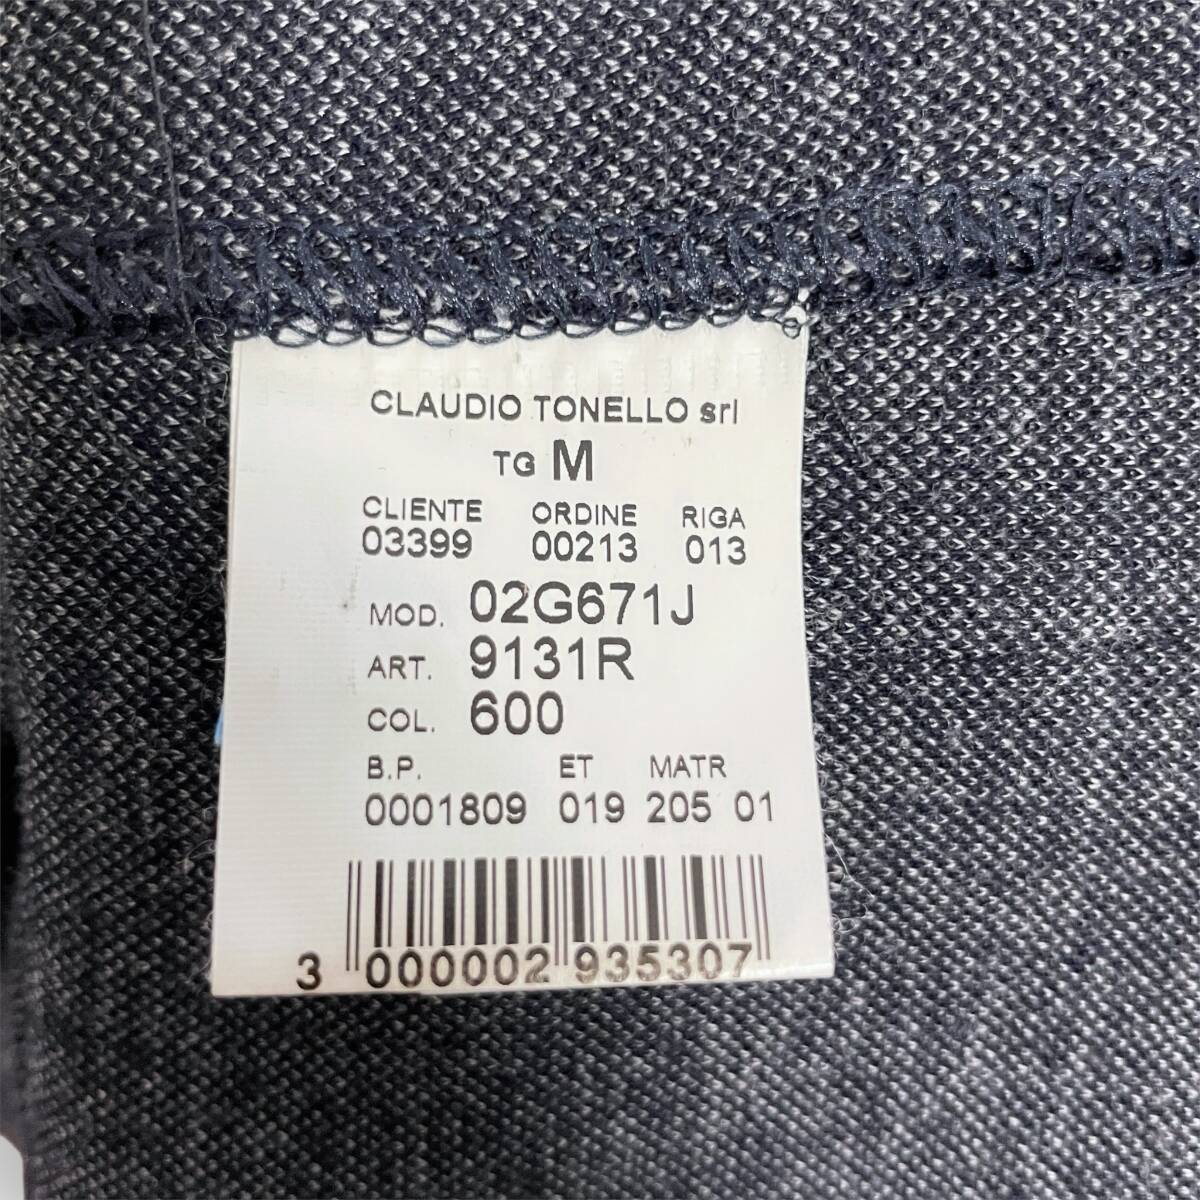 CLAUDIO TONELLO srl
TG M
CLIENTE ORDINE RIGA
03399 00213 013
MOD. 02G671J
ART. 9131R
COL. 600
B.P. ET MATR
0001809 019 205 01
3 000002 935307